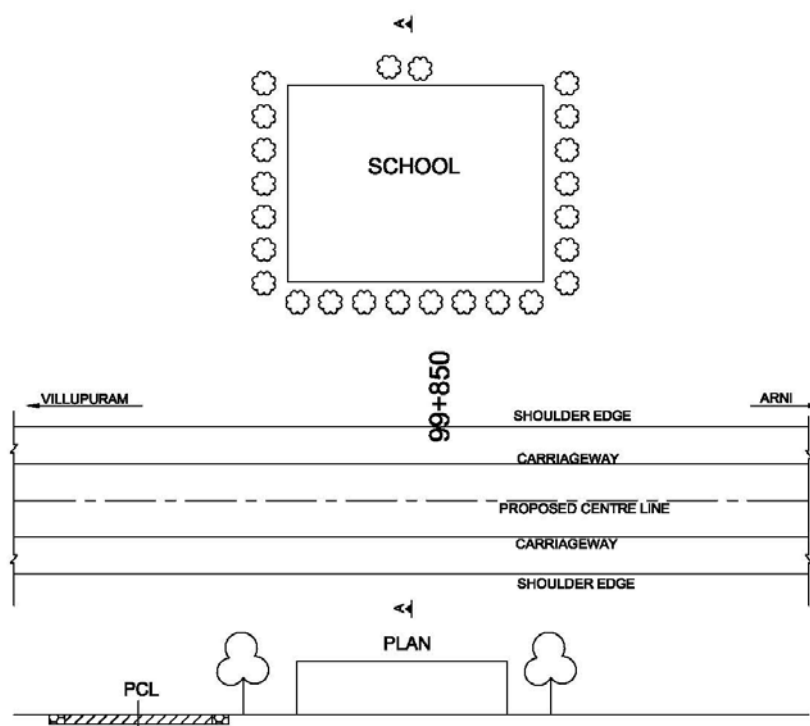 A
SCHOOL
99+850
VILLUPURAM
ARNI
SHOULDER EDGE
CARRIAGEWAY
PROPOSED CENTRE LINE
CARRIAGEWAY
SHOULDER EDGE
A
PLAN
PCL